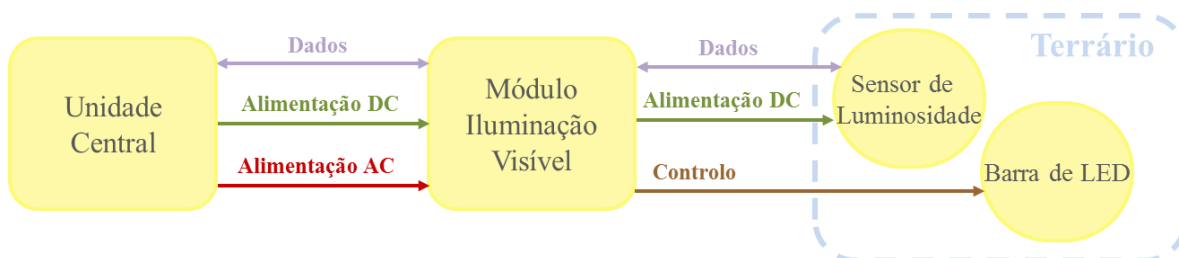 Unidade
Central
Dados
Alimentação DC
Alimentação AC
Módulo
Iluminação
Visível
Dados
Alimentação DC
Controlo
Terrário
Sensor de
Luminosidade
Barra de LED